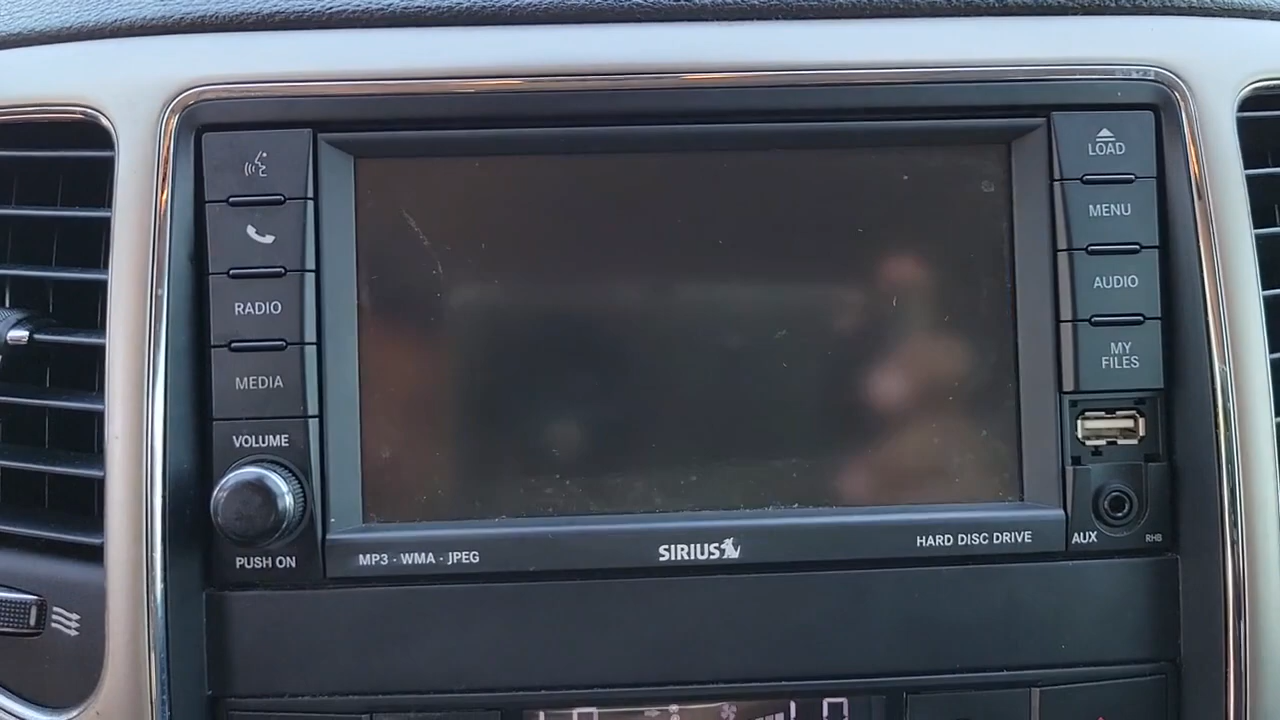 RADIO
MEDIA
VOLUME
PUSH ON
MP3 · WMA · JPEG
SIRIUS
HARD DISC DRIVE
LOAD
MENU
AUDIO
MY
FILES
AUX
RHB